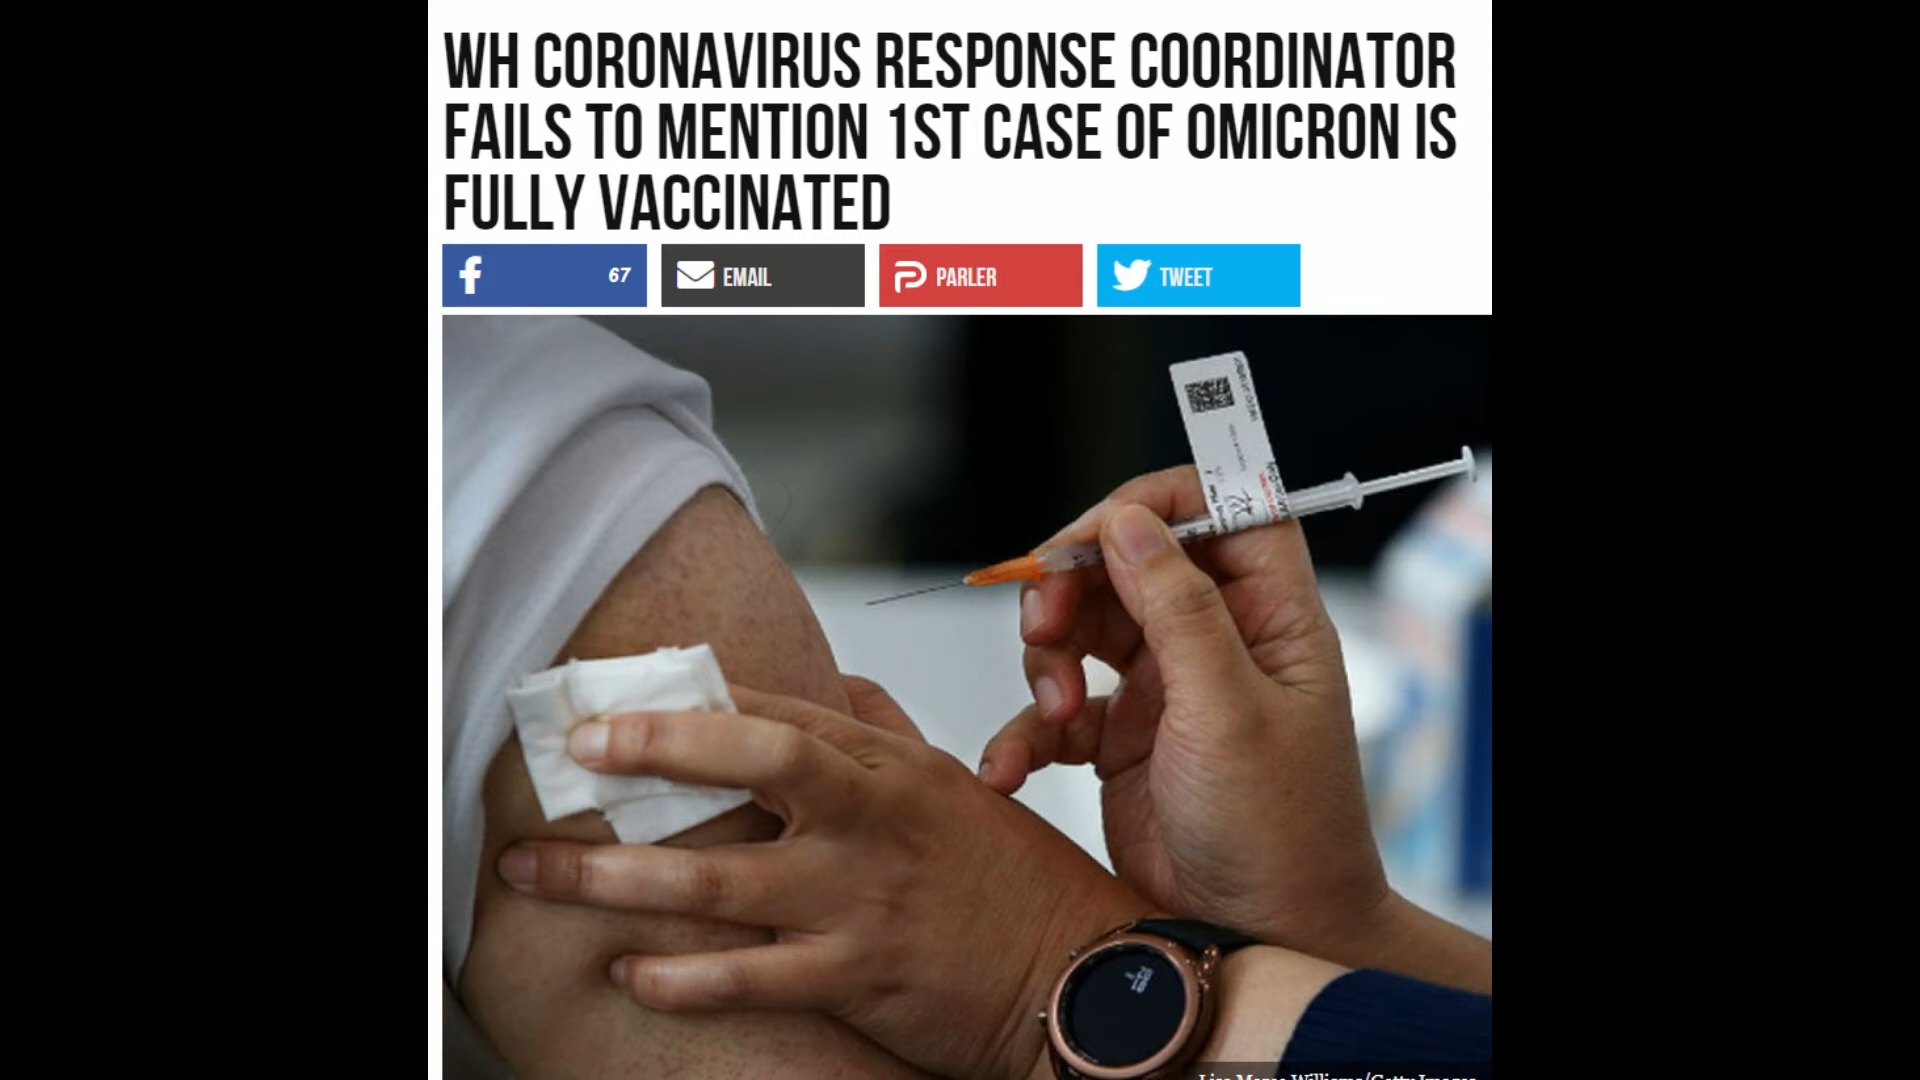 WH CORONAVIRUS RESPONSE COORDINATOR
FAILS TO MENTION 1ST CASE OF OMICRON IS
FULLY VACCINATED
67
EMAIL
PARLER
TWEET